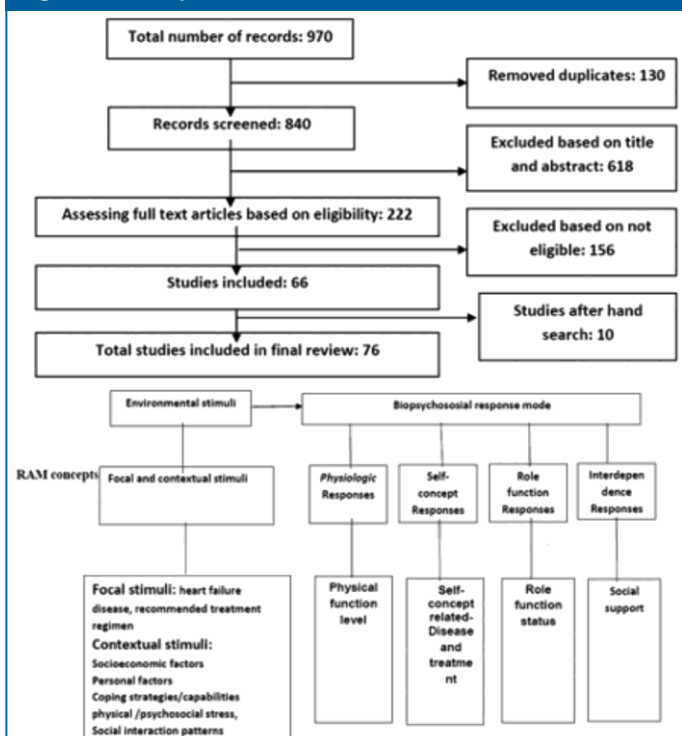 Total number of records: 970
Removed duplicates: 130
Records screened: 840
Excluded based on title
and abstract: 618
Assessing full text articles based on eligibility: 222
Excluded based on not
eligible: 156
Studies included: 66
Studies after hand
search: 10
Total studies included in final review: 76
Environmental stimuli
Biopsychososial response mode
RAM concepts
Focal and contextual stimuli
Physiologic
Responses
Self-
concept
Responses
Role
function
Responses
Interdepen
dence
Responses
Focal stimuli: heart failure
disease, recommended treatment
regimen
Contextual stimuli:
Socioeconomic factors
Personal factors
Coping strategies/capabilities
physical /psychosocial stress,
Social interaction patterns
Physical
function
level
Self-
concept
related-
Disease
and
treatme
nt
Role
function
status
Social
support